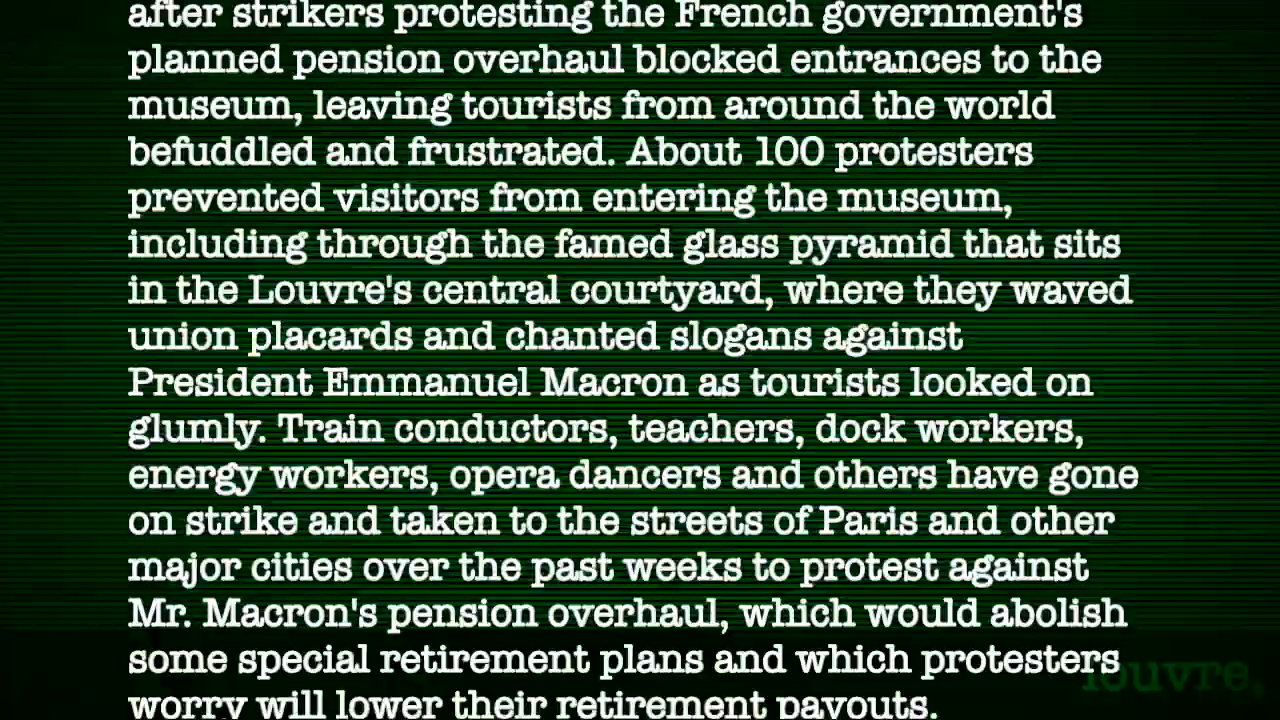 after strikers protesting the French government's
planned pension overhaul blocked entrances to the
museum, leaving tourists from around the world
befuddled and frustrated. About 100 protesters
prevented visitors from entering the museum,
including through the famed glass pyramid that sits
in the Louvre's central courtyard, where they waved
union placards and chanted slogans against
President Emmanuel Macron as tourists looked on
glumly. Train conductors, teachers, dock workers,
energy workers, opera dancers and others have gone
on strike and taken to the streets of Paris and other
major cities over the past weeks to protest against
Mr. Macron's pension overhaul, which would abolish
some special retirement plans and which protesters
worry will lower their retirement payouts.
louvre,